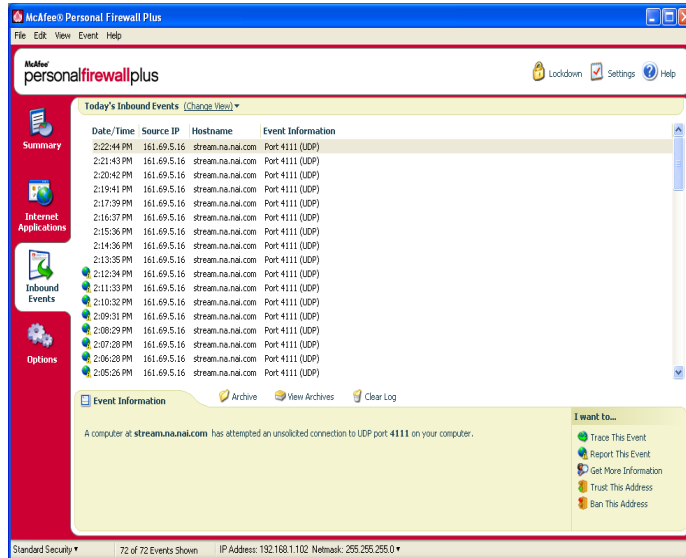 McAfee® Personal Firewall Plus
File Edit View Event Help
McAfee®
personalfirewallplus
Lockdown Settings Help
Today's Inbound Events (Change View)
Date/Time Source IP Hostname Event Information
2:22:44 PM 161.69.5.16 stream.na.nai.com Port 4111 (UDP)
2:21:43 PM 161.69.5.16 stream.na.nai.com Port 4111 (UDP)
2:20:42 PM 161.69.5.16 stream.na.nai.com Port 4111 (UDP)
2:19:41 PM 161.69.5.16 stream.na.nai.com Port 4111 (UDP)
2:17:39 PM 161.69.5.16 stream.na.nai.com Port 4111 (UDP)
2:16:37 PM 161.69.5.16 stream.na.nai.com Port 4111 (UDP)
2:15:36 PM 161.69.5.16 stream.na.nai.com Port 4111 (UDP)
2:14:36 PM 161.69.5.16 stream.na.nai.com Port 4111 (UDP)
2:13:35 PM 161.69.5.16 stream.na.nai.com Port 4111 (UDP)
2:12:34 PM 161.69.5.16 stream.na.nai.com Port 4111 (UDP)
2:11:33 PM 161.69.5.16 stream.na.nai.com Port 4111 (UDP)
2:10:32 PM 161.69.5.16 stream.na.nai.com Port 4111 (UDP)
2:09:31 PM 161.69.5.16 stream.na.nai.com Port 4111 (UDP)
2:08:29 PM 161.69.5.16 stream.na.nai.com Port 4111 (UDP)
2:07:28 PM 161.69.5.16 stream.na.nai.com Port 4111 (UDP)
2:06:28 PM 161.69.5.16 stream.na.nai.com Port 4111 (UDP)
2:05:26 PM 161.69.5.16 stream.na.nai.com Port 4111 (UDP)
Summary
Internet
Applications
Inbound
Events
Options
Event Information
Archive View Archives Clear Log
A computer at stream.na.nai.com has attempted an unsolicited connection to UDP port 4111 on your computer.
I want to...
Trace This Event
Report This Event
Get More Information
Trust This Address
Ban This Address
Standard Security 72 of 72 Events Shown IP Address: 192.168.1.102 Netmask: 255.255.255.0